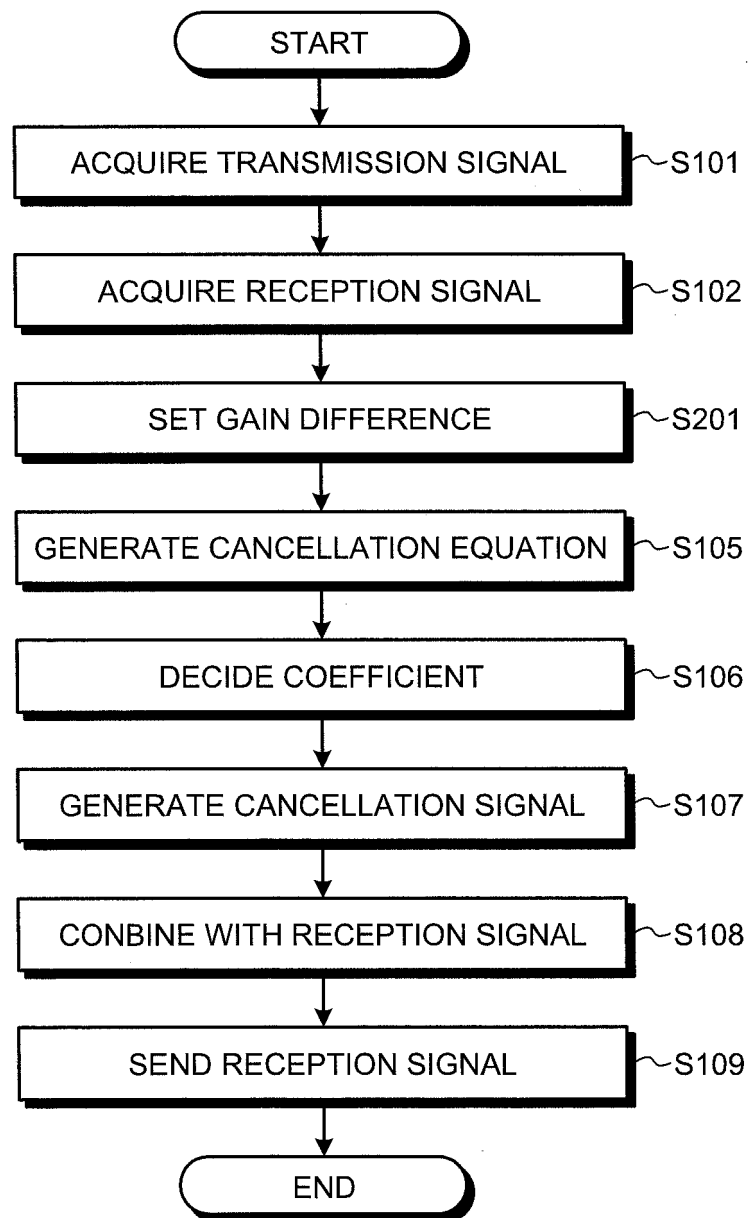 START
ACQUIRE TRANSMISSION SIGNAL S101
ACQUIRE RECEPTION SIGNAL S102
SET GAIN DIFFERENCE S201
GENERATE CANCELLATION EQUATION S105
DECIDE COEFFICIENT S106
GENERATE CANCELLATION SIGNAL S107
CONBINE WITH RECEPTION SIGNAL S108
SEND RECEPTION SIGNAL S109
END